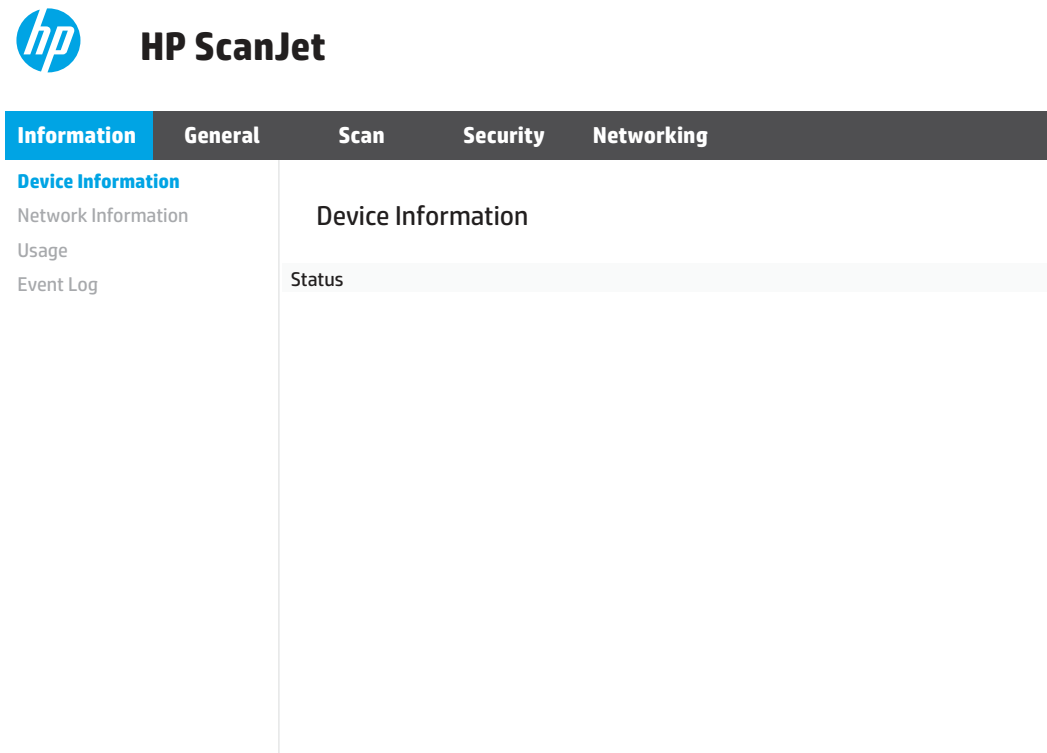 hp
HP ScanJet
Information General Scan Security Networking
Device Information
Network Information
Usage
Event Log
Device Information
Status